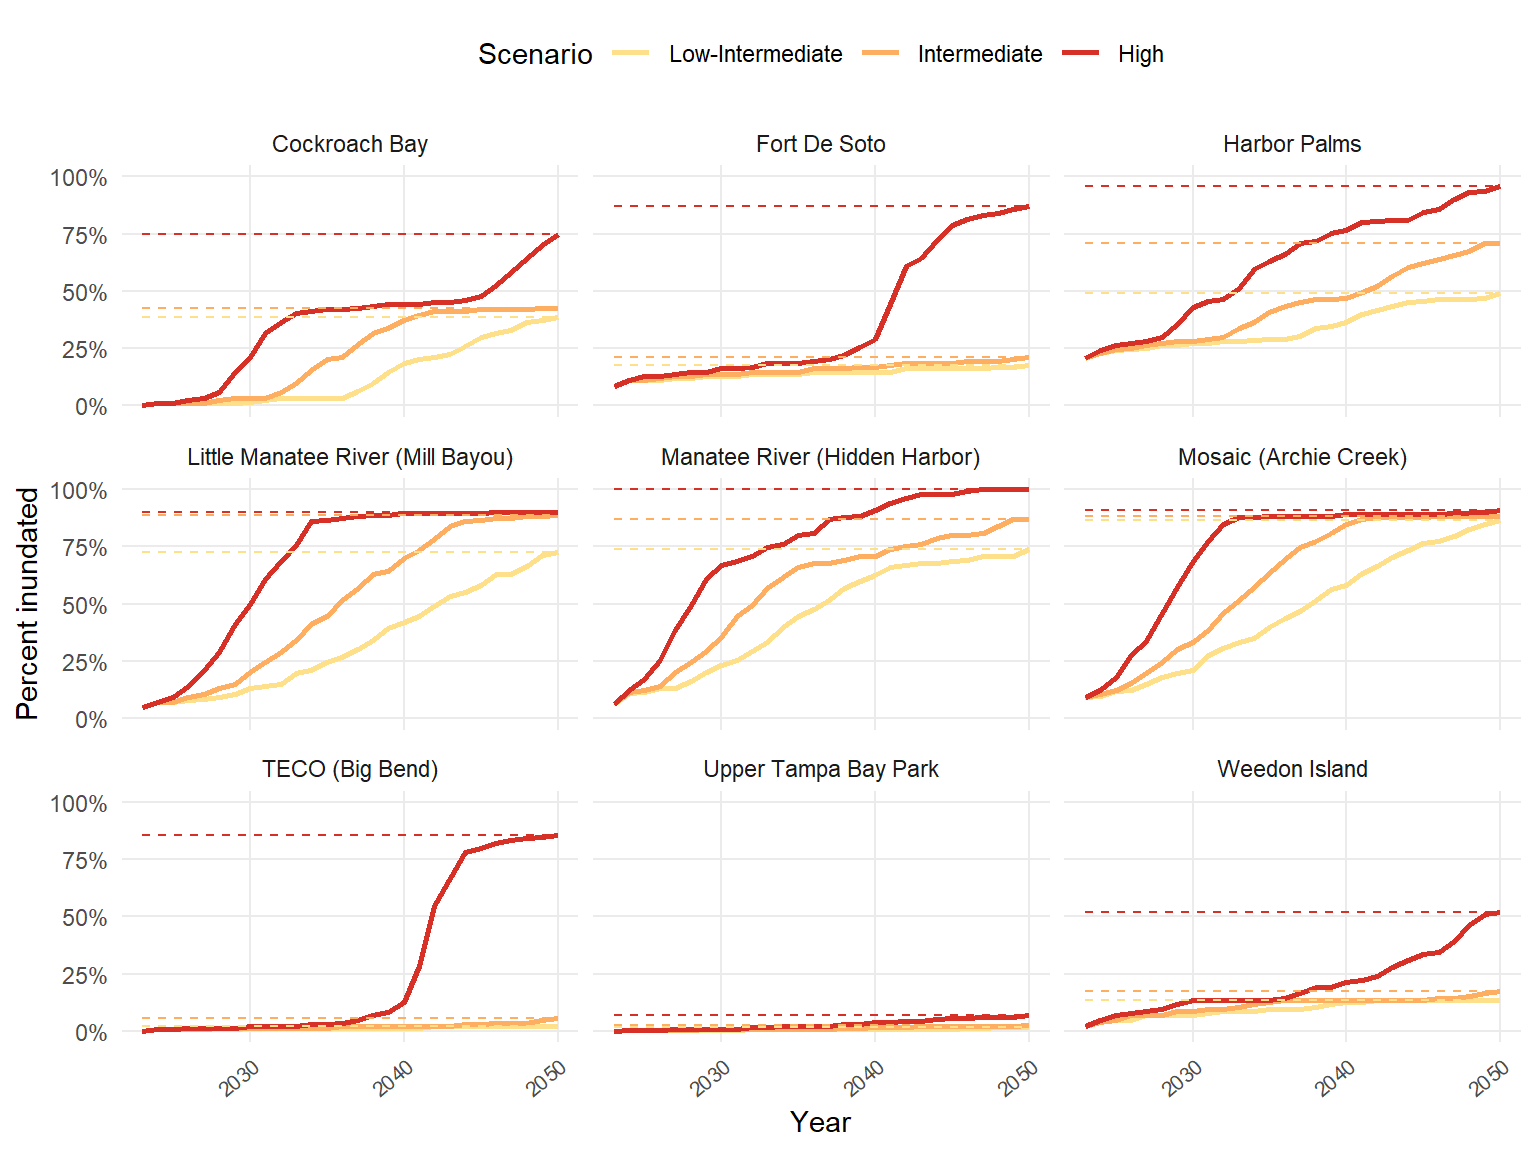 Scenario Low-Intermediate Intermediate High
Cockroach Bay Fort De Soto Harbor Palms
100%
75%
50%
25%
0%
Little Manatee River (Mill Bayou) Manatee River (Hidden Harbor) Mosaic (Archie Creek)
100%
75%
50%
25%
0%
Percent inundated
TECO (Big Bend) Upper Tampa Bay Park Weedon Island
100%
75%
50%
25%
0%
2030 2040 2050 2030 2040 2050 2030 2040 2050
Year